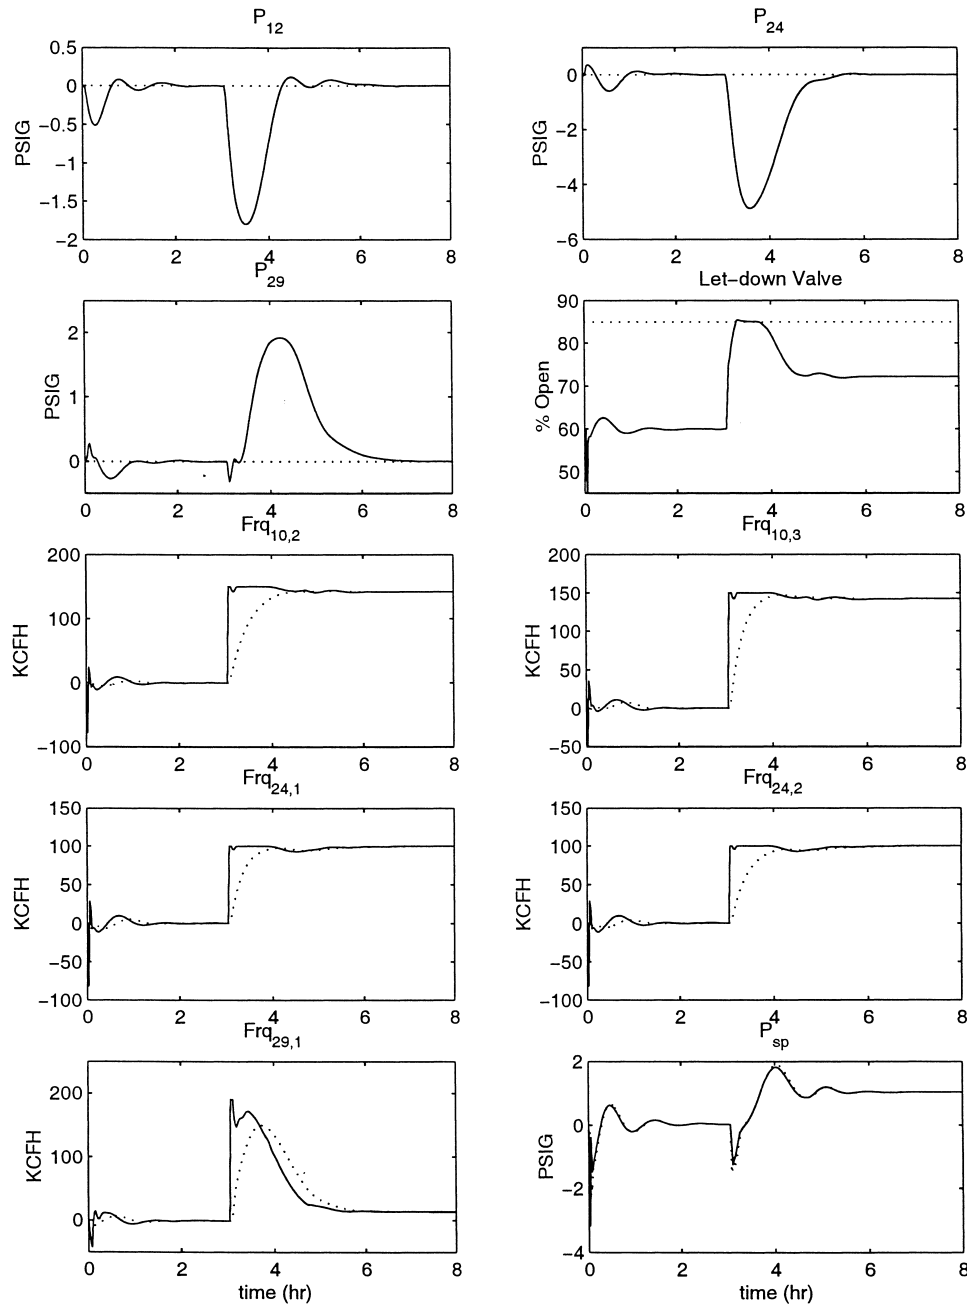 P12
0.5
0
−0.5
−1
−1.5
−2
PSIG
0 2 4 6 8
P24
0
−2
−4
−6
PSIG
0 2 4 6 8
P29
2
1
0
PSIG
0 2 4 6 8
Let−down Valve
90
80
70
60
50
% Open
0 2 4 6 8
Frq10,2
200
100
0
−100
KCFH
0 2 4 6 8
Frq10,3
200
150
100
50
0
−50
KCFH
0 2 4 6 8
Frq24,1
150
100
50
0
−50
−100
KCFH
0 2 4 6 8
Frq24,2
150
100
50
0
−50
−100
KCFH
0 2 4 6 8
Frq29,1
200
100
0
KCFH
0 2 4 6 8
time (hr)
Psp
2
0
−2
−4
PSIG
0 2 4 6 8
time (hr)